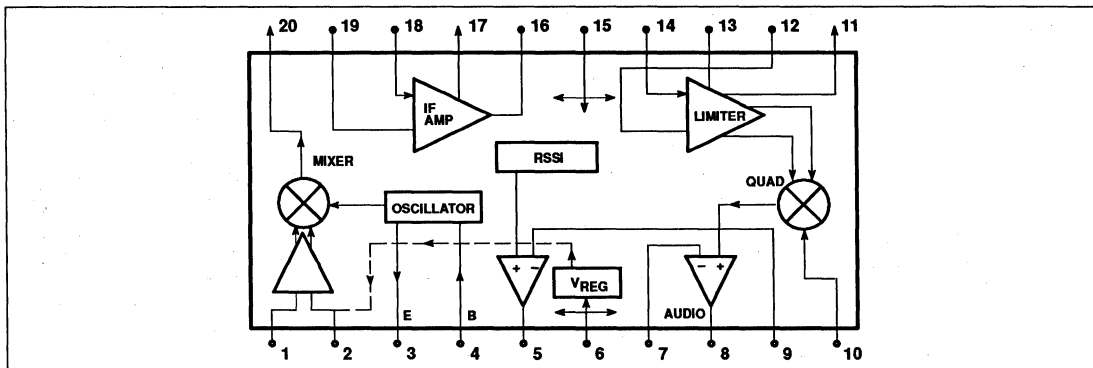 20 19 18 17 16 15 14 13 12 11
IF
AMP
LIMITER
RSSI
MIXER
QUAD
OSCILLATOR
+ −
− +
VREG
E B
AUDIO
1 2 3 4 5 6 7 8 9 10